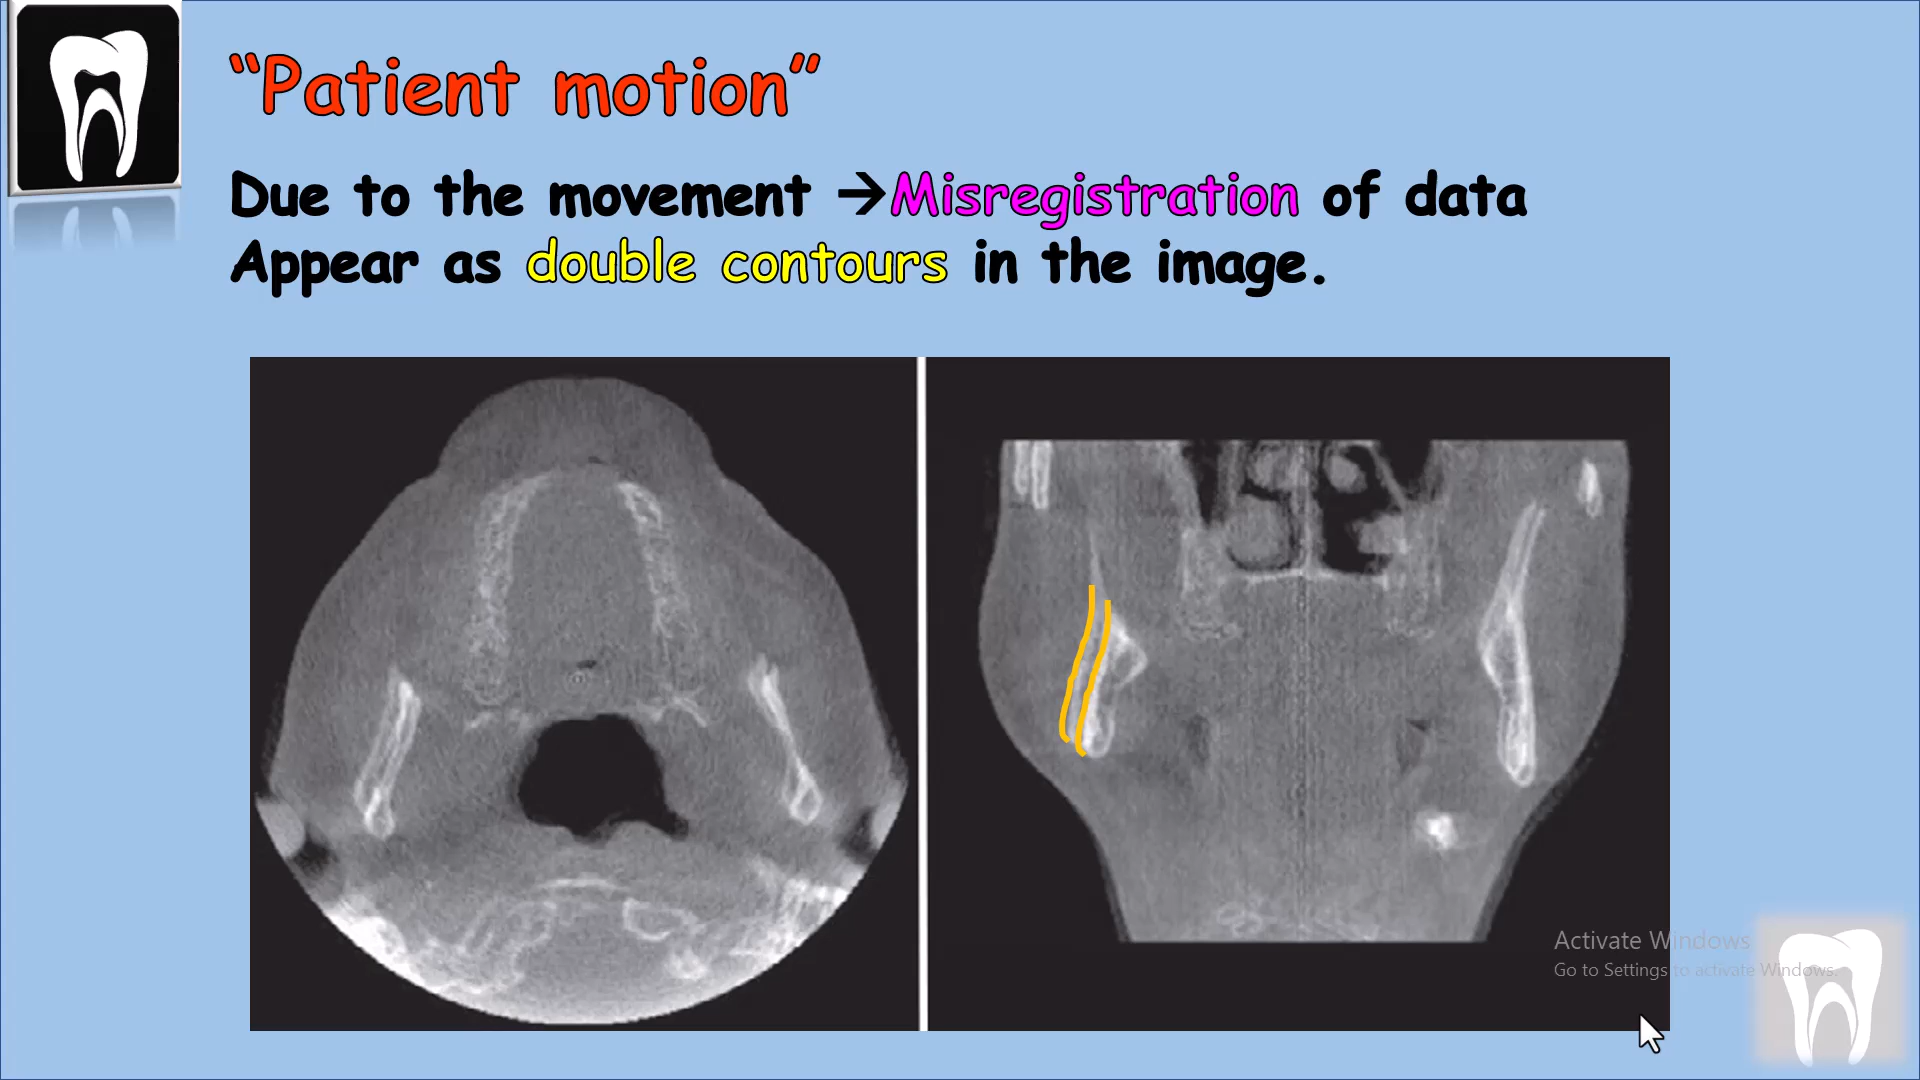 “Patient motion”
Due to the movement →Misregistration of data
Appear as double contours in the image.
Activate Windows
Go to Settings to activate Windows.